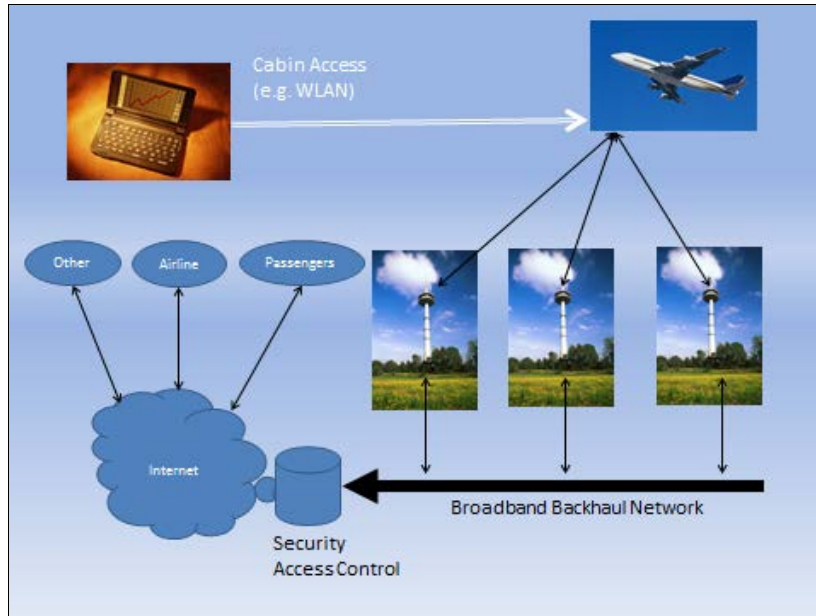 Cabin Access
(e.g. WLAN)
Other
Airline
Passengers
Internet
Broadband Backhaul Network
Security
Access Control